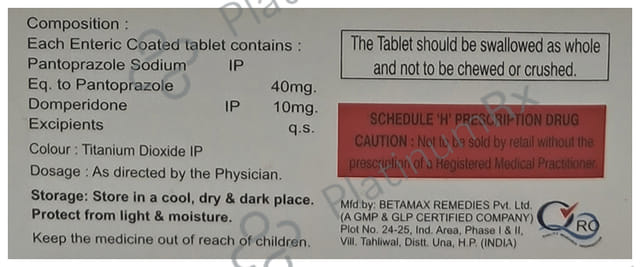 Composition :
Each Enteric Coated tablet contains :
Pantoprazole Sodium IP
Eq. to Pantoprazole 40mg.
Domperidone IP 10mg.
Excipients q.s.
Colour : Titanium Dioxide IP
Dosage : As directed by the Physician.
Storage: Store in a cool, dry & dark place.
Protect from light & moisture.
Keep the medicine out of reach of children.
The Tablet should be swallowed as whole
and not to be chewed or crushed.
SCHEDULE 'H' PRESCRIPTION DRUG
CAUTION : Not to be sold by retail without the
prescription of a Registered Medical Practitioner.
Mfd.by: BETAMAX REMEDIES Pvt. Ltd.
(A GMP & GLP CERTIFIED COMPANY)
Plot No. 24-25, Ind. Area, Phase I & II,
Vill. Tahliwal, Distt. Una, H.P. (INDIA)
QRO
PlatinumRx